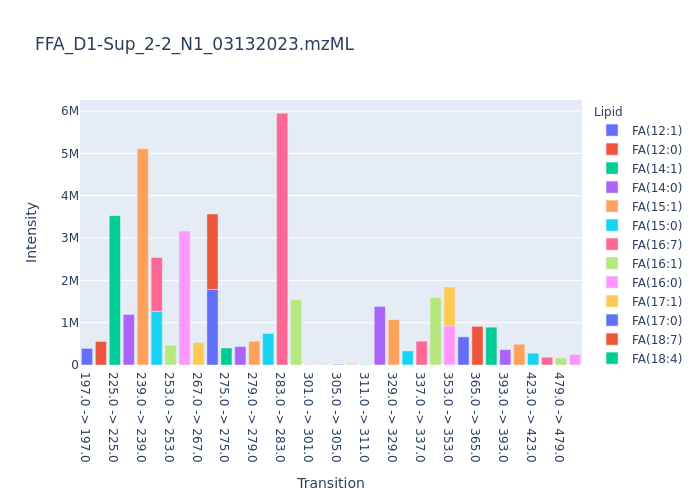 FFA_D1-Sup_2-2_N1_03132023.mzML
Intensity
6M
5M
4M
3M
2M
1M
0
197.0 -> 197.0
225.0 -> 225.0
239.0 -> 239.0
253.0 -> 253.0
267.0 -> 267.0
275.0 -> 275.0
279.0 -> 279.0
283.0 -> 283.0
301.0 -> 301.0
305.0 -> 305.0
311.0 -> 311.0
329.0 -> 329.0
337.0 -> 337.0
353.0 -> 353.0
365.0 -> 365.0
393.0 -> 393.0
423.0 -> 423.0
479.0 -> 479.0
Transition
Lipid
FA(12:1)
FA(12:0)
FA(14:1)
FA(14:0)
FA(15:1)
FA(15:0)
FA(16:7)
FA(16:1)
FA(16:0)
FA(17:1)
FA(17:0)
FA(18:7)
FA(18:4)